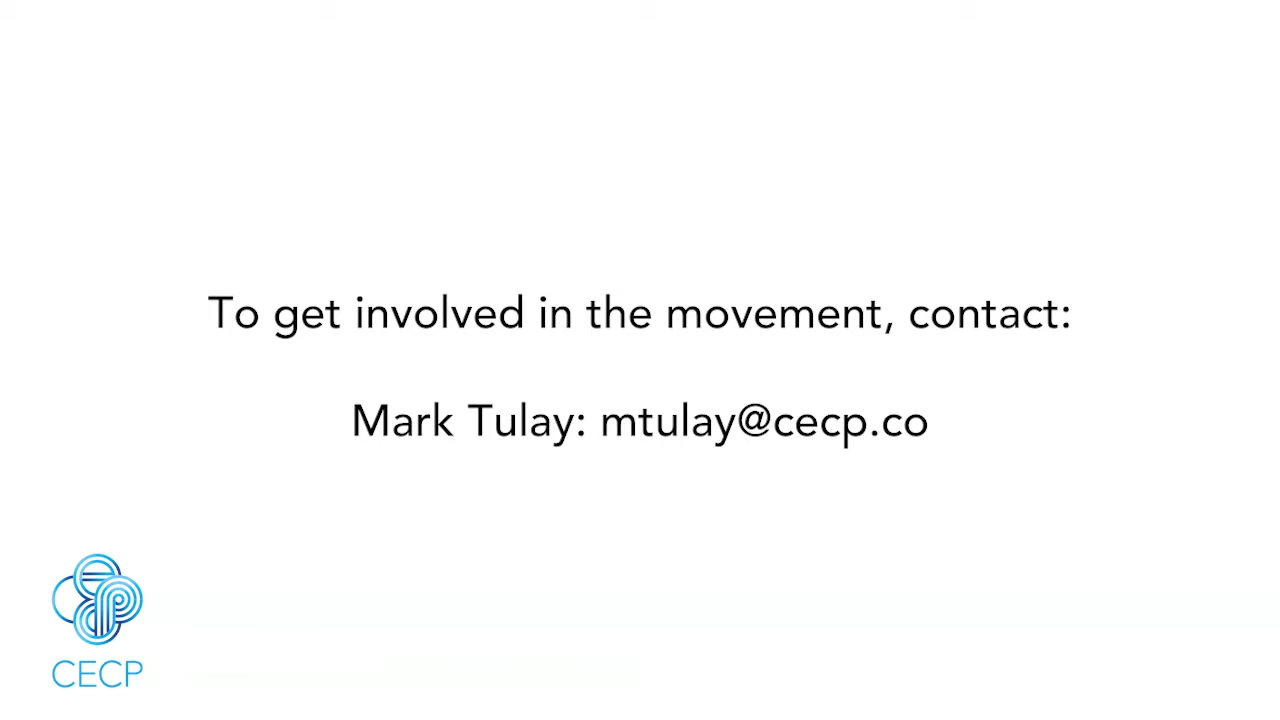 To get involved in the movement, contact:
Mark Tulay: mtulay@cecp.co
CECP